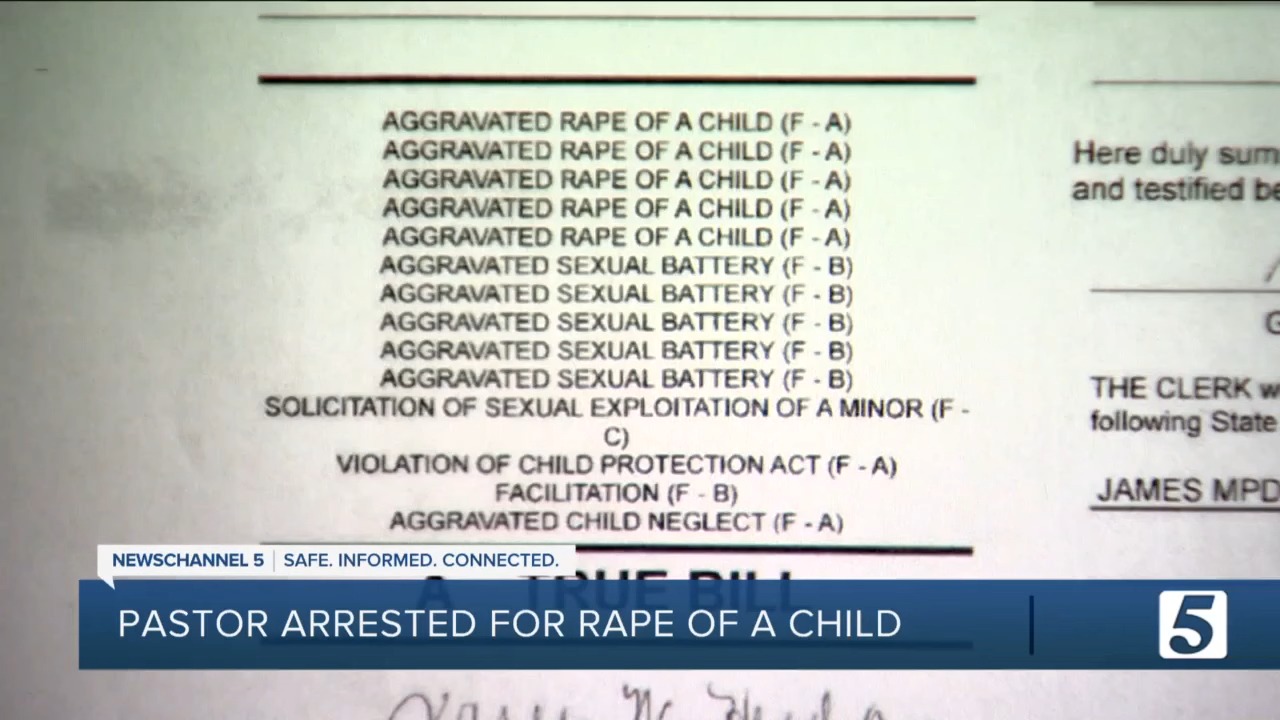 AGGRAVATED RAPE OF A CHILD (F - A)
AGGRAVATED RAPE OF A CHILD (F - A)
AGGRAVATED RAPE OF A CHILD (F - A)
AGGRAVATED RAPE OF A CHILD (F - A)
AGGRAVATED RAPE OF A CHILD (F - A)
AGGRAVATED SEXUAL BATTERY (F - B)
AGGRAVATED SEXUAL BATTERY (F - B)
AGGRAVATED SEXUAL BATTERY (F - B)
AGGRAVATED SEXUAL BATTERY (F - B)
AGGRAVATED SEXUAL BATTERY (F - B)
SOLICITATION OF SEXUAL EXPLOITATION OF A MINOR (F -
C)
VIOLATION OF CHILD PROTECTION ACT (F - A)
FACILITATION (F - B)
AGGRAVATED CHILD NEGLECT (F - A)
A TRUE BILL
Here duly sum
and testified be
THE CLERK w
following State
JAMES MPD
NEWSCHANNEL 5 | SAFE. INFORMED. CONNECTED.
PASTOR ARRESTED FOR RAPE OF A CHILD
5